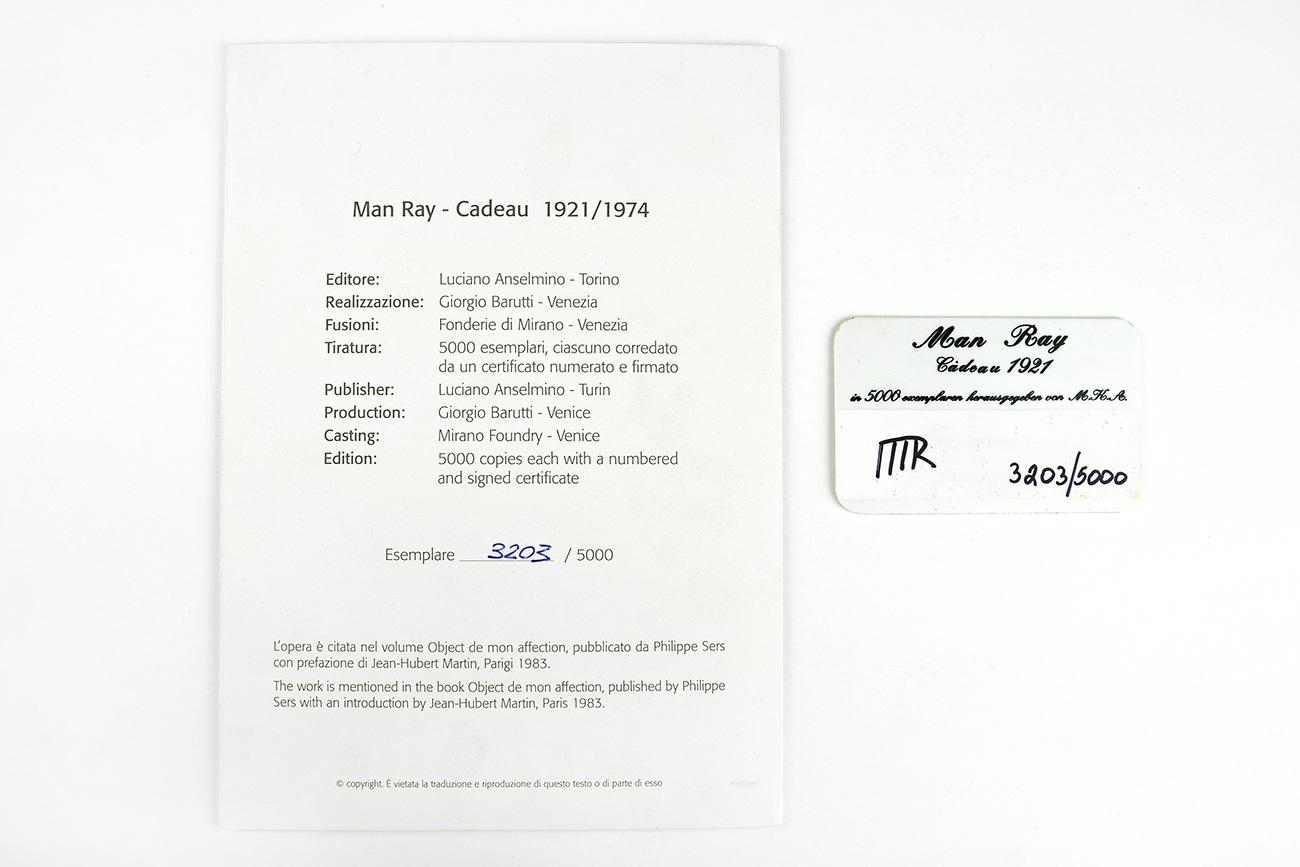 Man Ray - Cadeau 1921/1974
Editore: Luciano Anselmino - Torino
Realizzazione: Giorgio Barutti - Venezia
Fusioni: Fonderie di Mirano - Venezia
Tiratura: 5000 esemplari, ciascuno corredato
da un certificato numerato e firmato
Publisher: Luciano Anselmino - Turin
Production: Giorgio Barutti - Venice
Casting: Mirano Foundry - Venice
Edition: 5000 copies each with a numbered
and signed certificate
Esemplare 3203 / 5000
L'opera è citata nel volume Object de mon affection, pubblicato da Philippe Sers
con prefazione di Jean-Hubert Martin, Parigi 1983.
The work is mentioned in the book Object de mon affection, published by Philippe
Sers with an introduction by Jean-Hubert Martin, Paris 1983.
© copyright. È vietata la traduzione e riproduzione di questo testo o di parte di esso
Man Ray
Càdeau 1921
in 5000 exemplaren herausgegeben von M.K.A.
MR
3203/5000